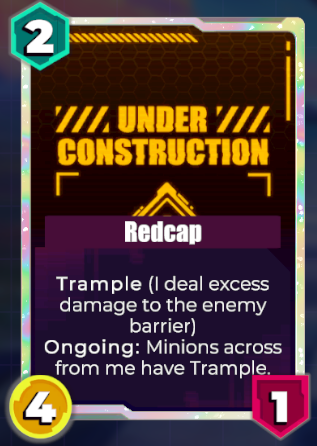 2
UNDER
CONSTRUCTION
Redcap
Trample (I deal excess
damage to the enemy
barrier)
Ongoing: Minions across
from me have Trample.
4
1